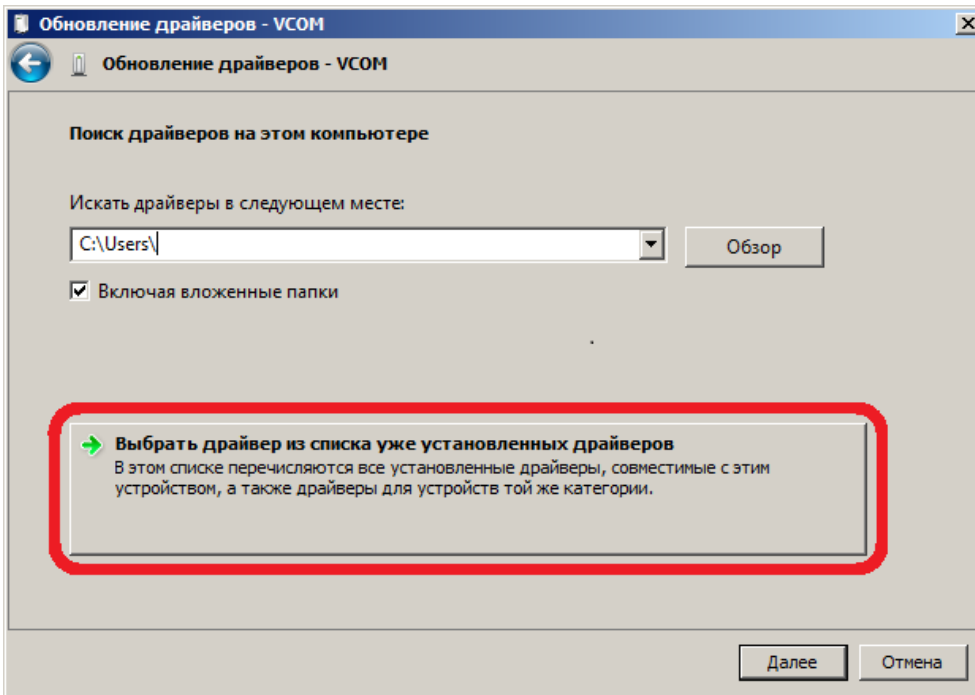 Обновление драйверов - VCOM
Обновление драйверов - VCOM
Поиск драйверов на этом компьютере
Искать драйверы в следующем месте:
C:\Users\
Обзор
Включая вложенные папки
Выбрать драйвер из списка уже установленных драйверов
В этом списке перечисляются все установленные драйверы, совместимые с этим
устройством, а также драйверы для устройств той же категории.
Далее
Отмена